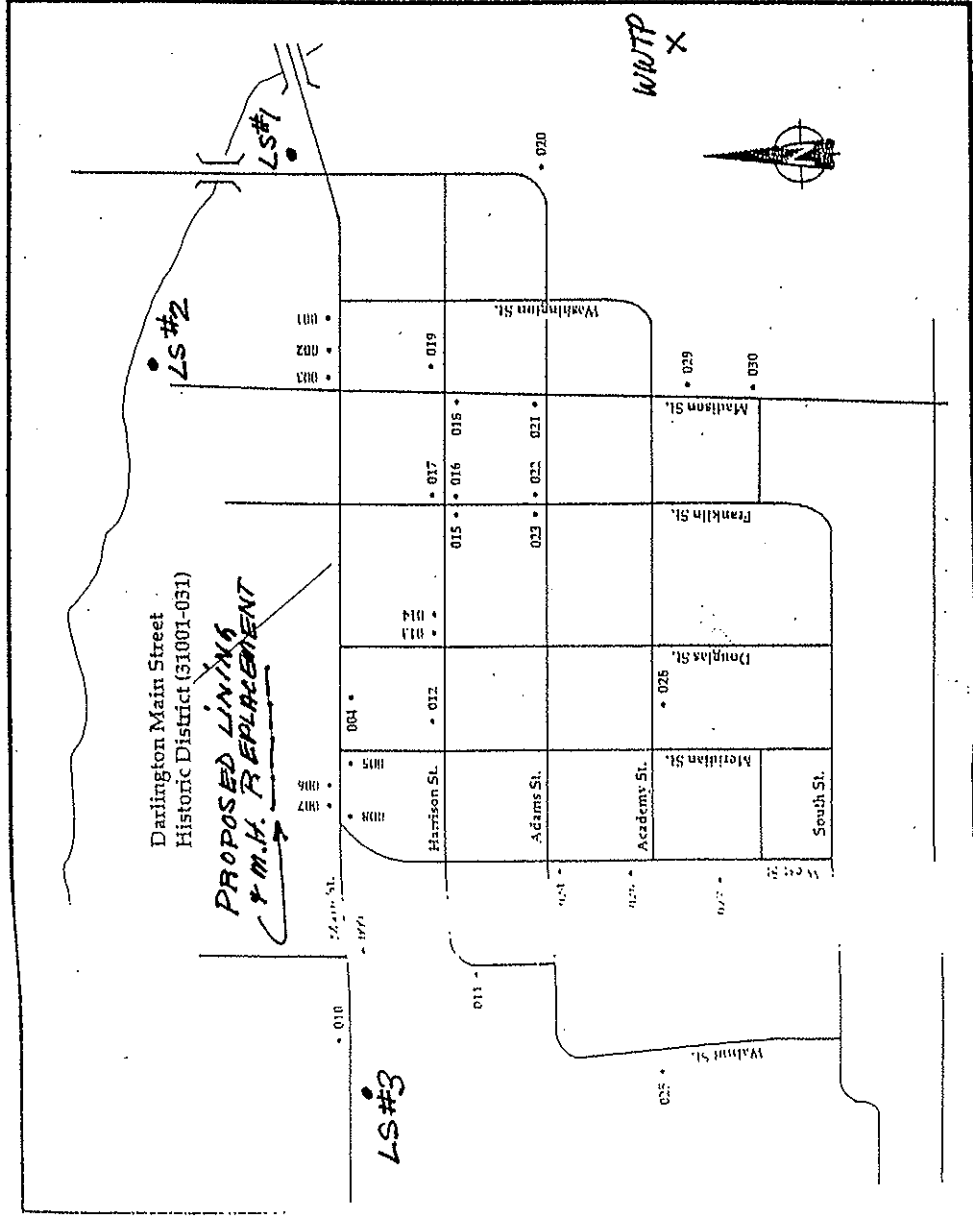 WWTP
X
LS#1
LS#2
Darlington Main Street
Historic District (31001-031)
PROPOSED LINING
& M.H. REPLACEMENT
001
002
003
004
005
006
007
008
010
011
012
013
014
015
016
017
019
020
021
022
023
029
030
Main St.
Harrison St.
Adams St.
Academy St.
South St.
West St.
Walnut St.
Meridian St.
Douglas St.
Franklin St.
Madison St.
Washington St.
N
LS#3